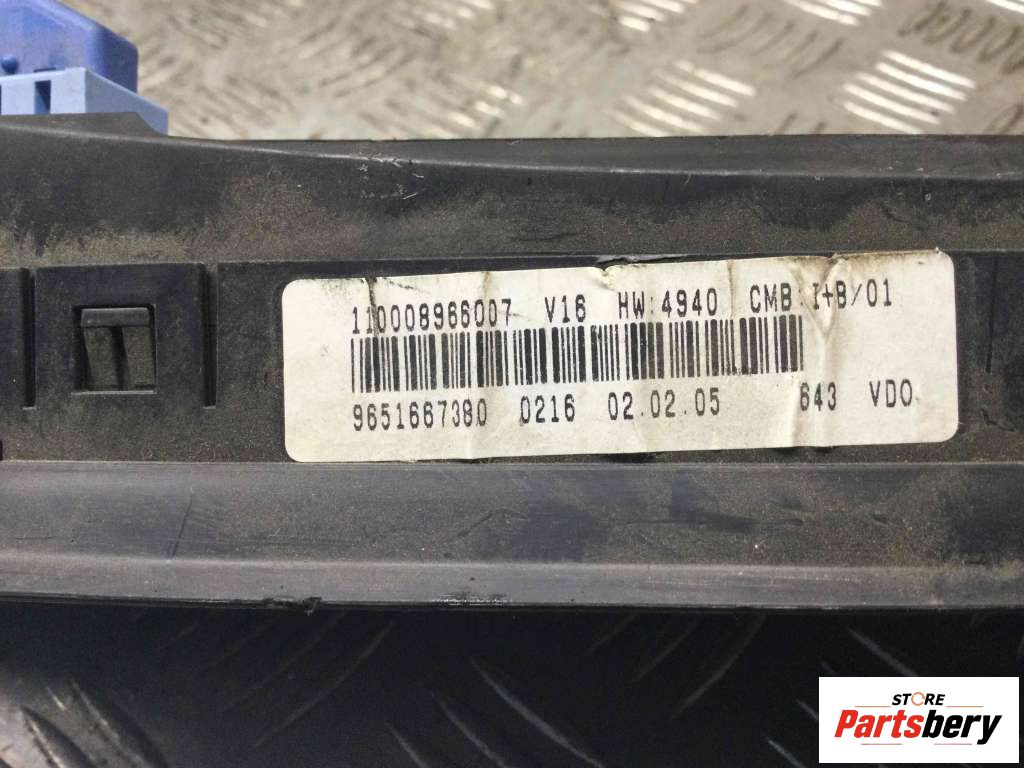 110008966007 V16 HW:4940 CMB:I+B/01
9651667380 0216 02.02.05 643 VDO
STORE
Partsbery